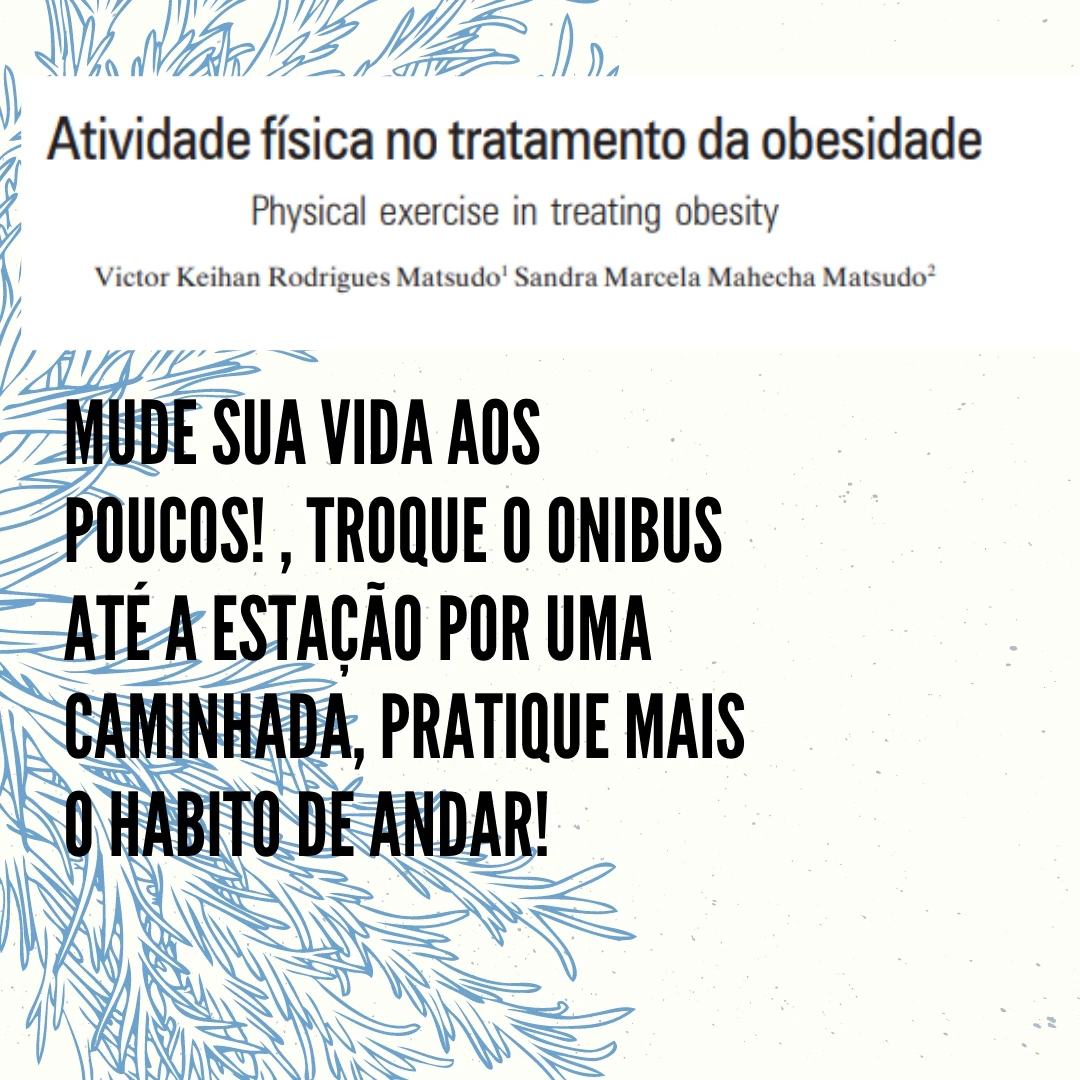 Atividade física no tratamento da obesidade
Physical exercise in treating obesity
Victor Keihan Rodrigues Matsudo¹ Sandra Marcela Mahecha Matsudo²
MUDE SUA VIDA AOS
POUCOS! , TROQUE O ONIBUS
ATÉ A ESTAÇÃO POR UMA
CAMINHADA, PRATIQUE MAIS
O HABITO DE ANDAR!